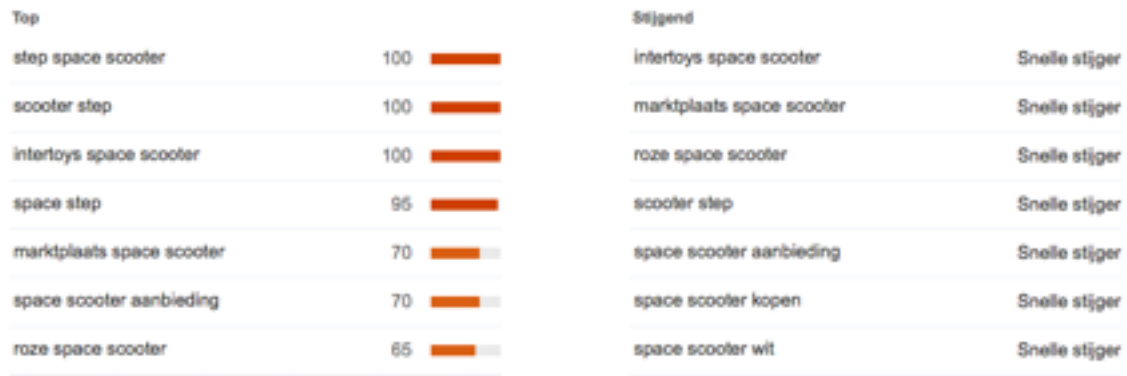 Top
step space scooter 100
scooter step 100
intertoys space scooter 100
space step 95
marktplaats space scooter 70
space scooter aanbieding 70
roze space scooter 65
Stijgend
intertoys space scooter Snelle stijger
marktplaats space scooter Snelle stijger
roze space scooter Snelle stijger
scooter step Snelle stijger
space scooter aanbieding Snelle stijger
space scooter kopen Snelle stijger
space scooter wit Snelle stijger